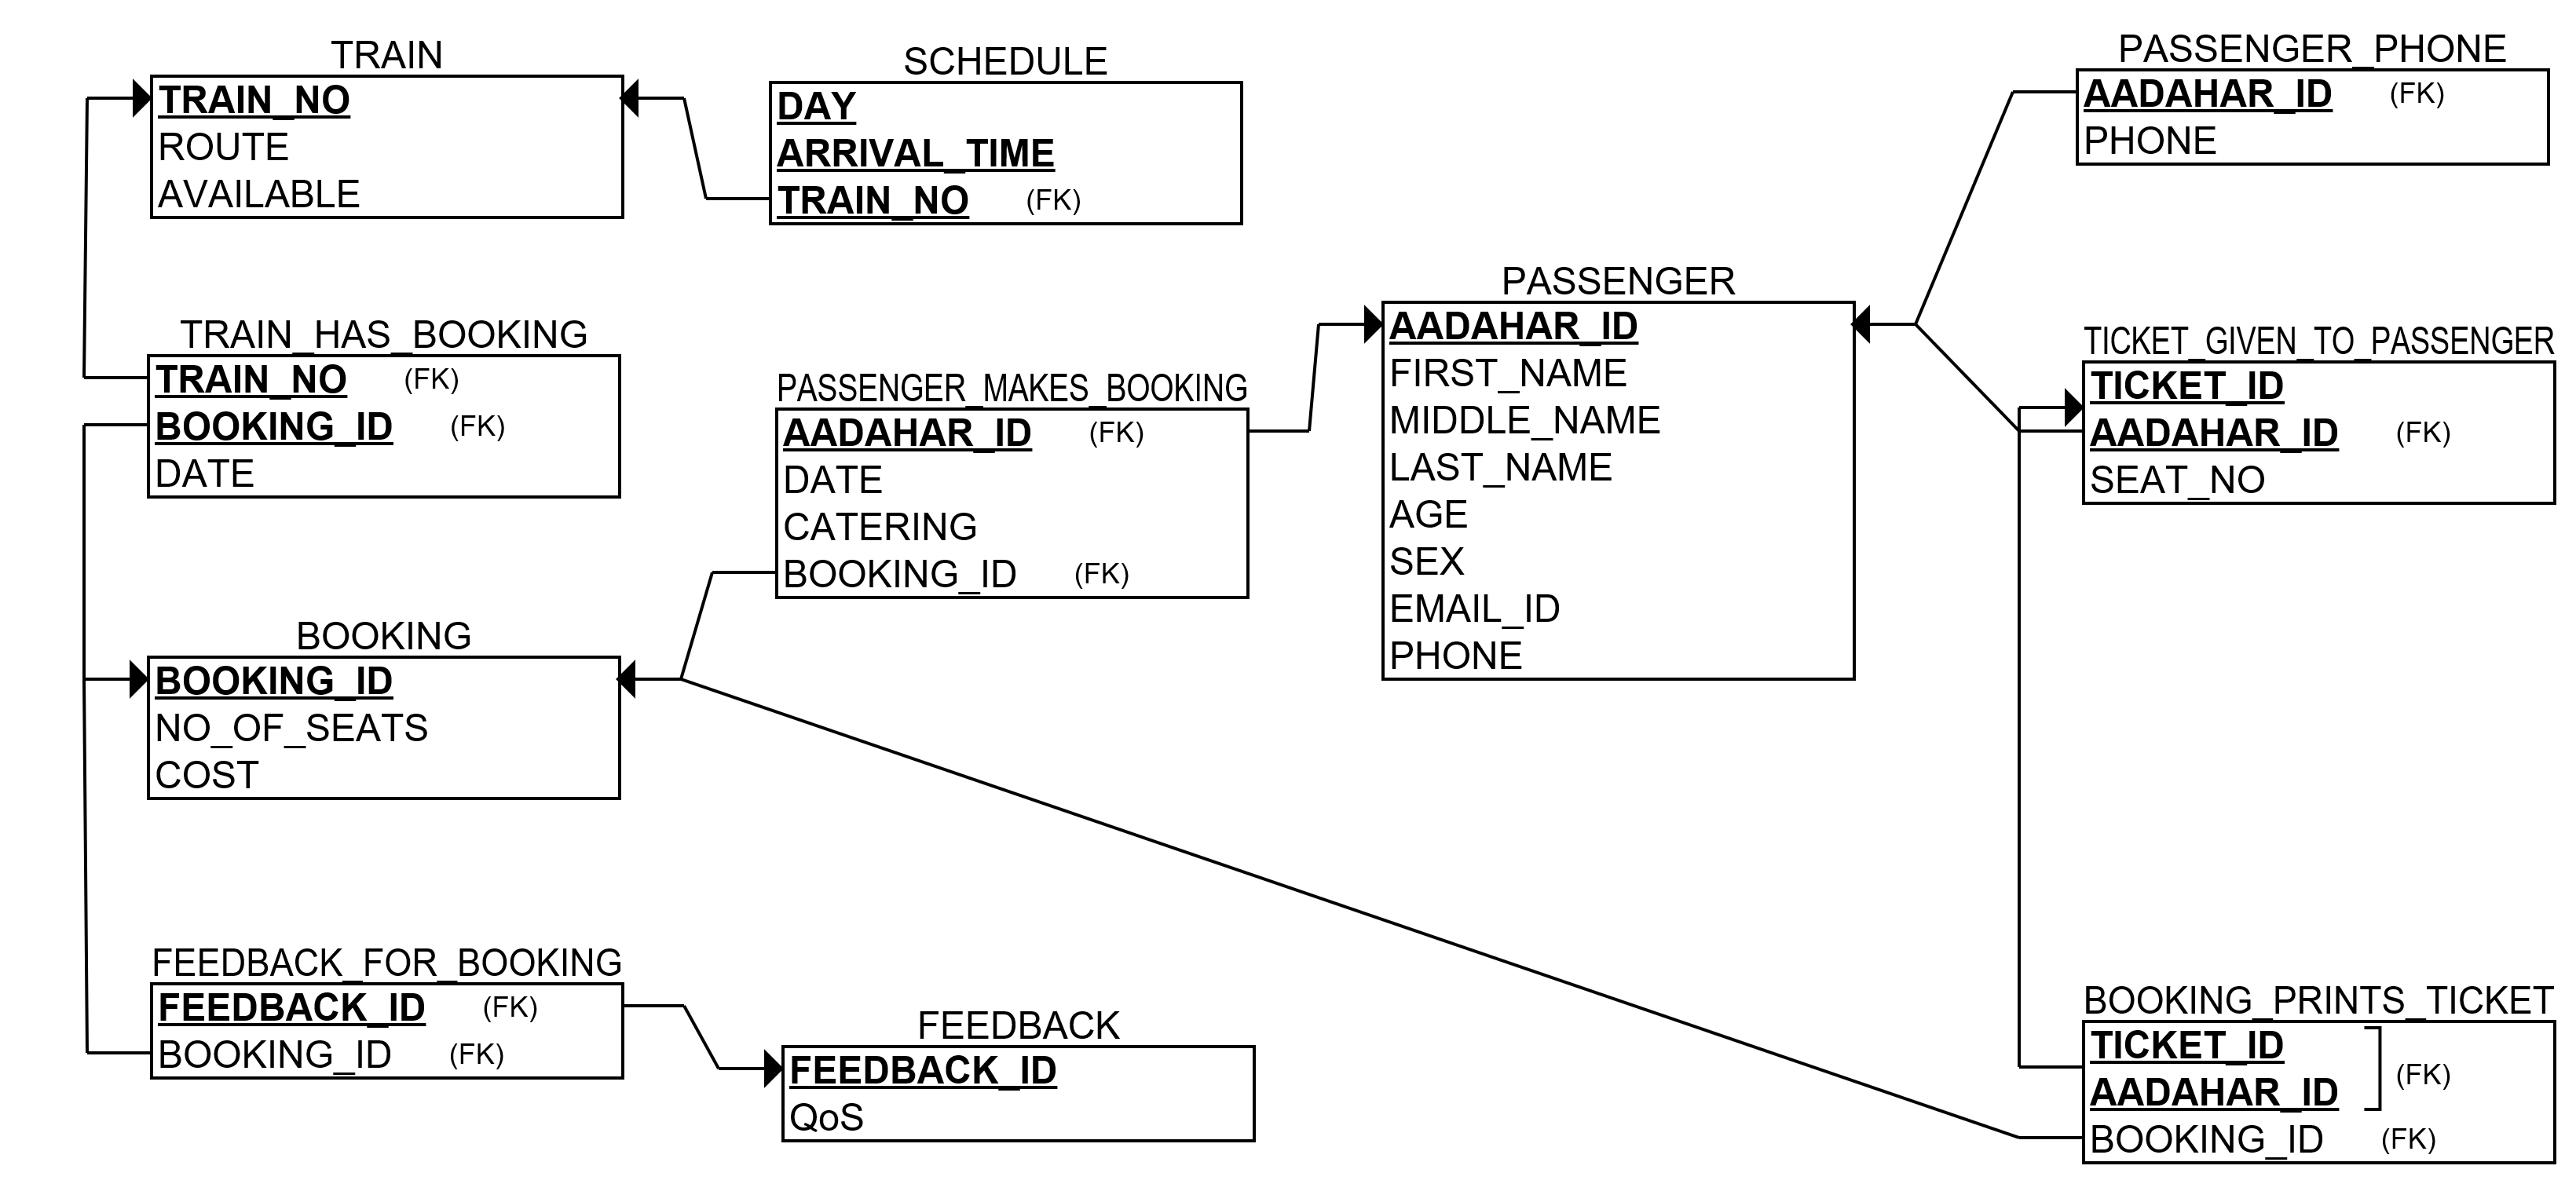 TRAIN
TRAIN_NO
ROUTE
AVAILABLE
SCHEDULE
DAY
ARRIVAL_TIME
TRAIN_NO (FK)
PASSENGER_PHONE
AADAHAR_ID (FK)
PHONE
TRAIN_HAS_BOOKING
TRAIN_NO (FK)
BOOKING_ID (FK)
DATE
PASSENGER_MAKES_BOOKING
AADAHAR_ID (FK)
DATE
CATERING
BOOKING_ID (FK)
PASSENGER
AADAHAR_ID
FIRST_NAME
MIDDLE_NAME
LAST_NAME
AGE
SEX
EMAIL_ID
PHONE
TICKET_GIVEN_TO_PASSENGER
TICKET_ID
AADAHAR_ID (FK)
SEAT_NO
BOOKING
BOOKING_ID
NO_OF_SEATS
COST
FEEDBACK_FOR_BOOKING
FEEDBACK_ID (FK)
BOOKING_ID (FK)
FEEDBACK
FEEDBACK_ID
QoS
BOOKING_PRINTS_TICKET
TICKET_ID
AADAHAR_ID
(FK)
BOOKING_ID (FK)